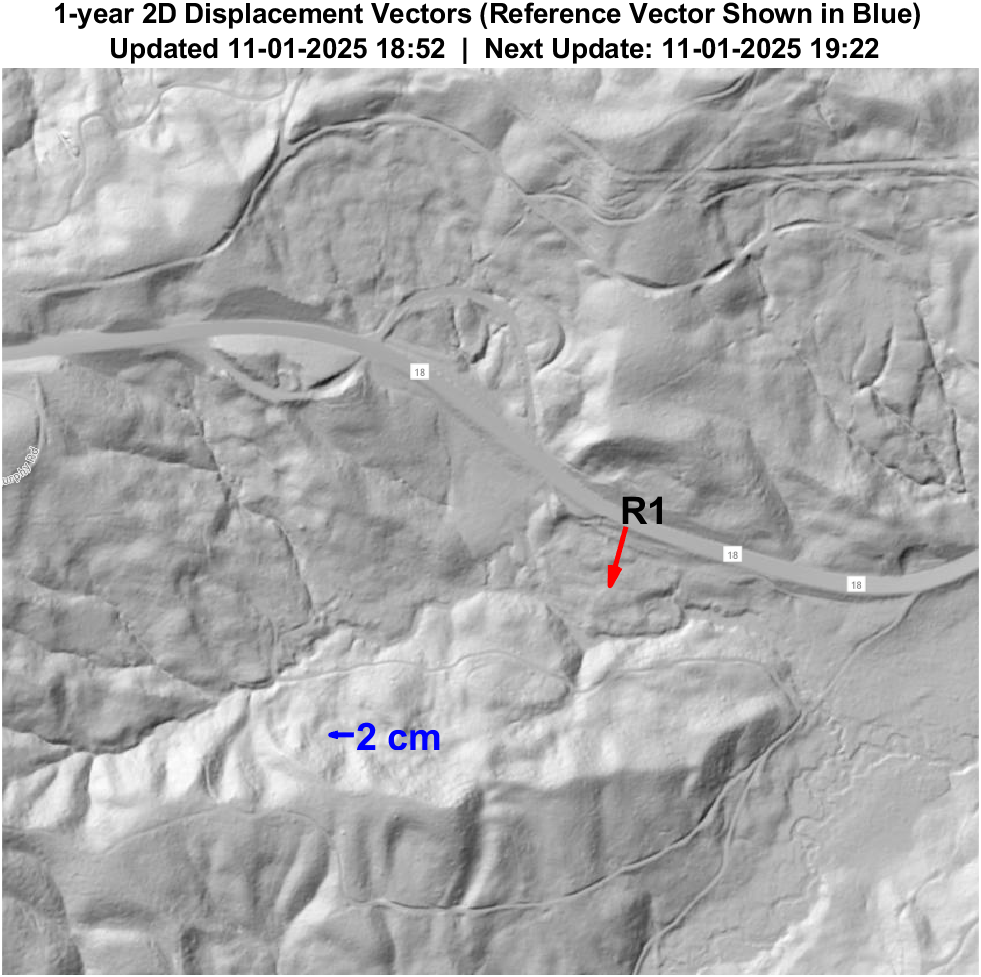 1-year 2D Displacement Vectors (Reference Vector Shown in Blue)
Updated 11-01-2025 18:52 | Next Update: 11-01-2025 19:22
18
R1
18
18
2 cm